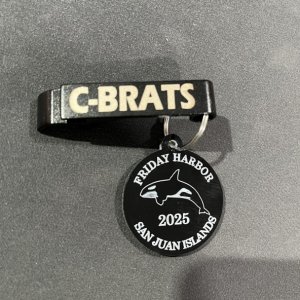 C-BRATS
FRIDAY HARBOR
2025
SAN JUAN ISLANDS